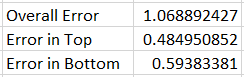 Overall Error 1.068892427
Error in Top 0.484950852
Error in Bottom 0.59383381